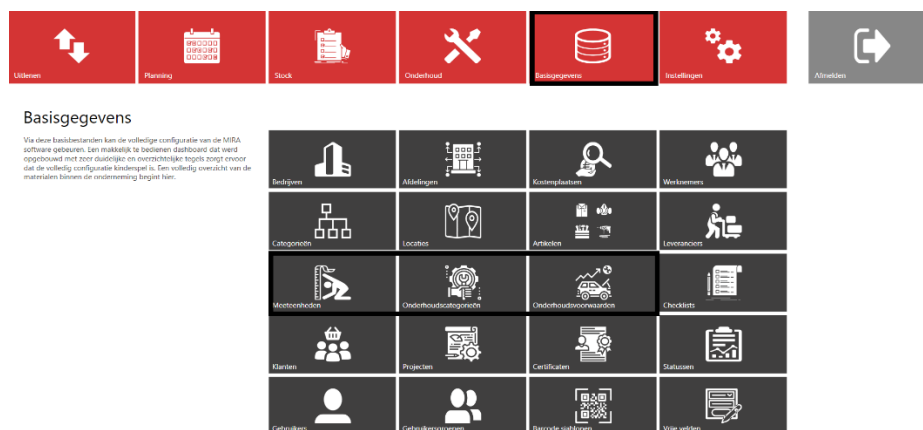 Uitlenen
Planning
Stock
Onderhoud
Basisgegevens
Instellingen
Afmelden
Basisgegevens
Via deze basisbestanden kan de volledige configuratie van de MIRA
software gebeuren. Een makkelijk te bedienen dashboard dat werd
opgebouwd met zeer duidelijke en overzichtelijke tegels zorgt ervoor
dat de volledig configuratie kinderspel is. Een volledig overzicht van de
materialen binnen de onderneming begint hier.
Bedrijven
Afdelingen
Kostenplaatsen
Werknemers
Categorieën
Locaties
Artikelen
Leveranciers
Meeteenheden
Onderhoudscategorieën
Onderhoudsvoorwaarden
Checklists
Klanten
Projecten
Certificaten
Statussen
Gebruikers
Gebruikersgroepen
Barcode sjablonen
Vrije velden